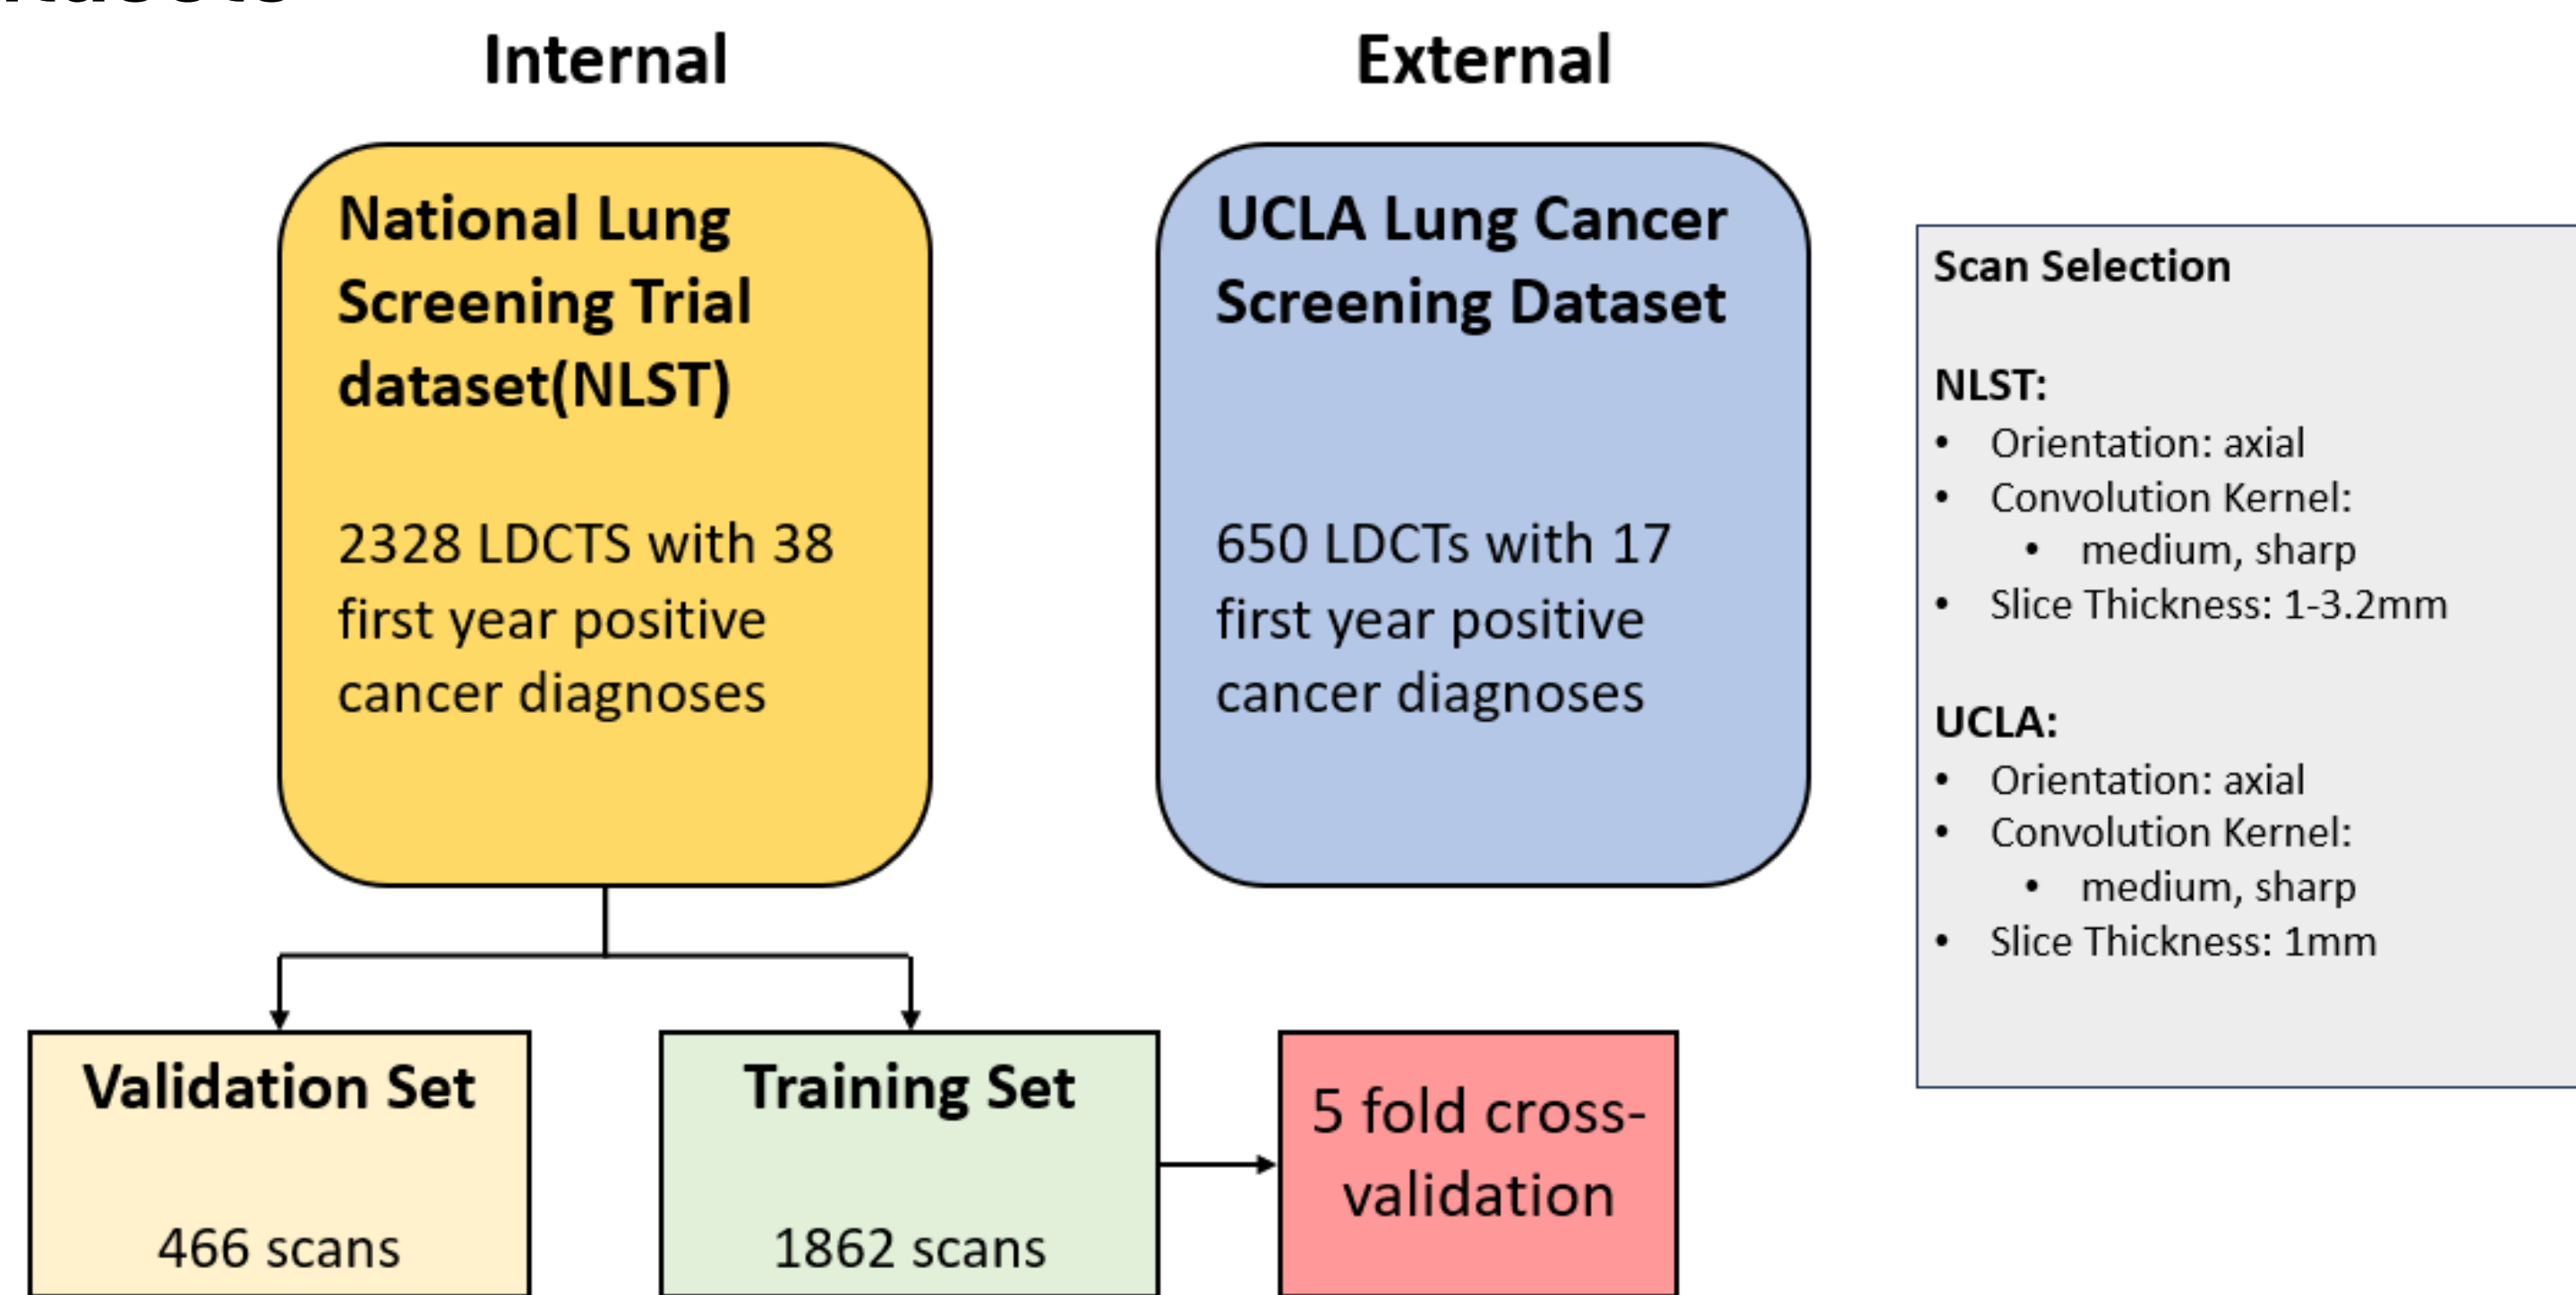 Internal
External
National Lung
Screening Trial
dataset(NLST)
2328 LDCTS with 38
first year positive
cancer diagnoses
UCLA Lung Cancer
Screening Dataset
650 LDCTs with 17
first year positive
cancer diagnoses
Scan Selection
NLST:
• Orientation: axial
• Convolution Kernel:
• medium, sharp
• Slice Thickness: 1-3.2mm
UCLA:
• Orientation: axial
• Convolution Kernel:
• medium, sharp
• Slice Thickness: 1mm
Validation Set
466 scans
Training Set
1862 scans
5 fold cross-
validation